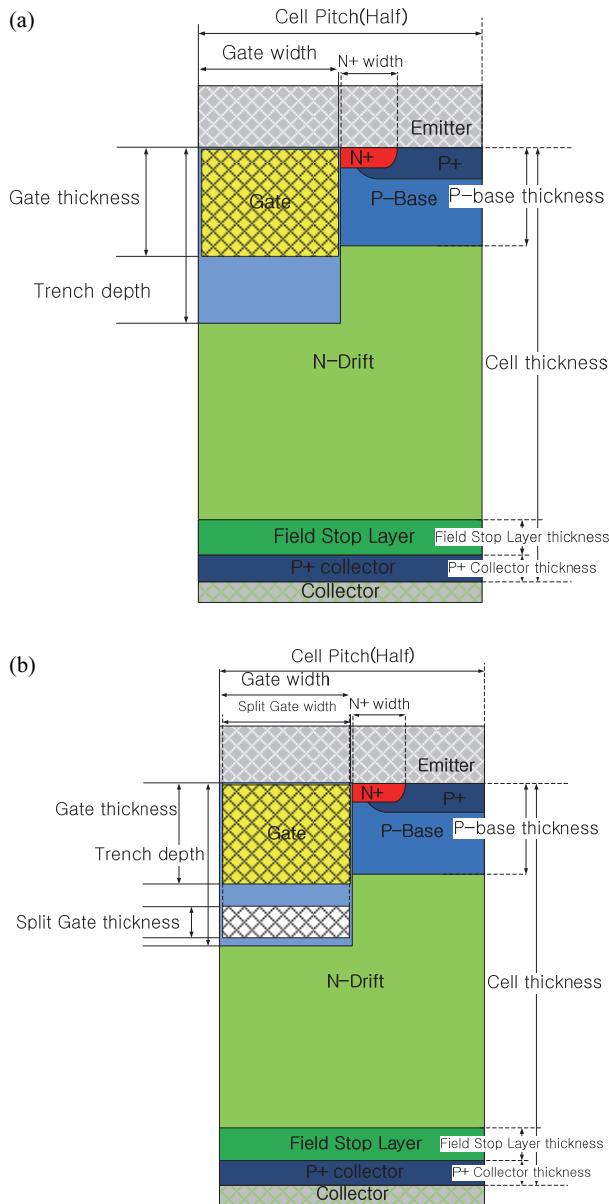 (a)
Cell Pitch(Half)
Gate width
N+ width
Emitter
N+
P+
Gate
P-Base
Gate thickness
P-base thickness
Trench depth
N-Drift
Cell thickness
Field Stop Layer
Field Stop Layer thickness
P+ collector
P+ Collector thickness
Collector
(b)
Cell Pitch(Half)
Gate width
Split Gate width
N+ width
Emitter
N+
P+
Gate thickness
Gate
P-Base
P-base thickness
Trench depth
Split Gate thickness
N-Drift
Cell thickness
Field Stop Layer
Field Stop Layer thickness
P+ collector
P+ Collector thickness
Collector